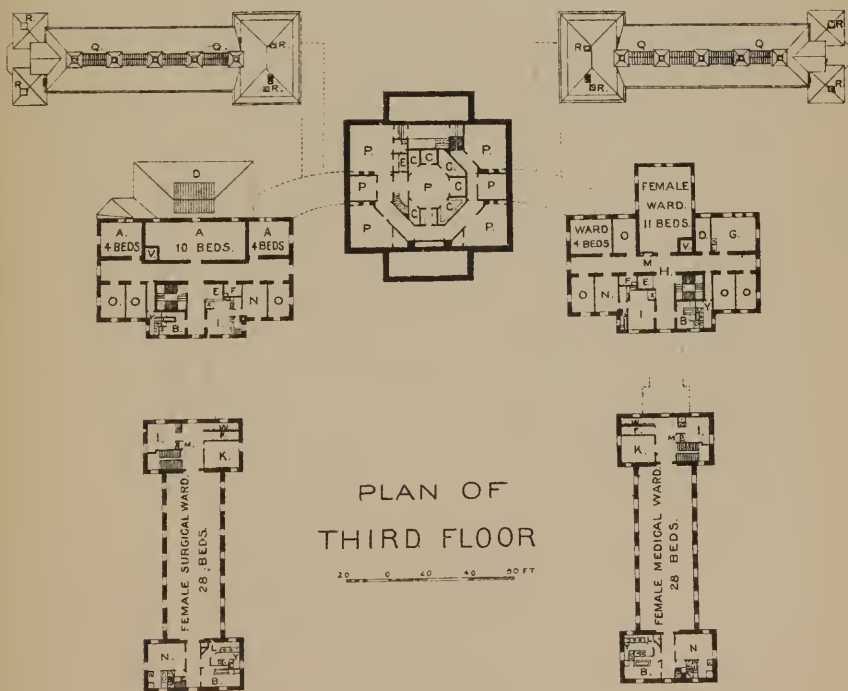 R. R. R. R.
Q. Q. R. R. Q. Q.
R. R. R. R.
P. P.
E C C C
P C P C P
C C
P P
D
A. 4 BEDS
A 10 BEDS.
A 4 BEDS
V
O. O E F N O
I.
B.
FEMALE
WARD.
11 BEDS.
WARD
4 BEDS
O
V
D. G.
M
H.
O N. F E O O
I
B Y
I. M. W
F
K.
FEMALE SURGICAL WARD.
28 BEDS.
N. L
Y
B.
PLAN OF
THIRD FLOOR
20 0 20 40 50 FT
W
F.
M I.
K.
FEMALE MEDICAL WARD.
28 BEDS.
L
Y
B. N